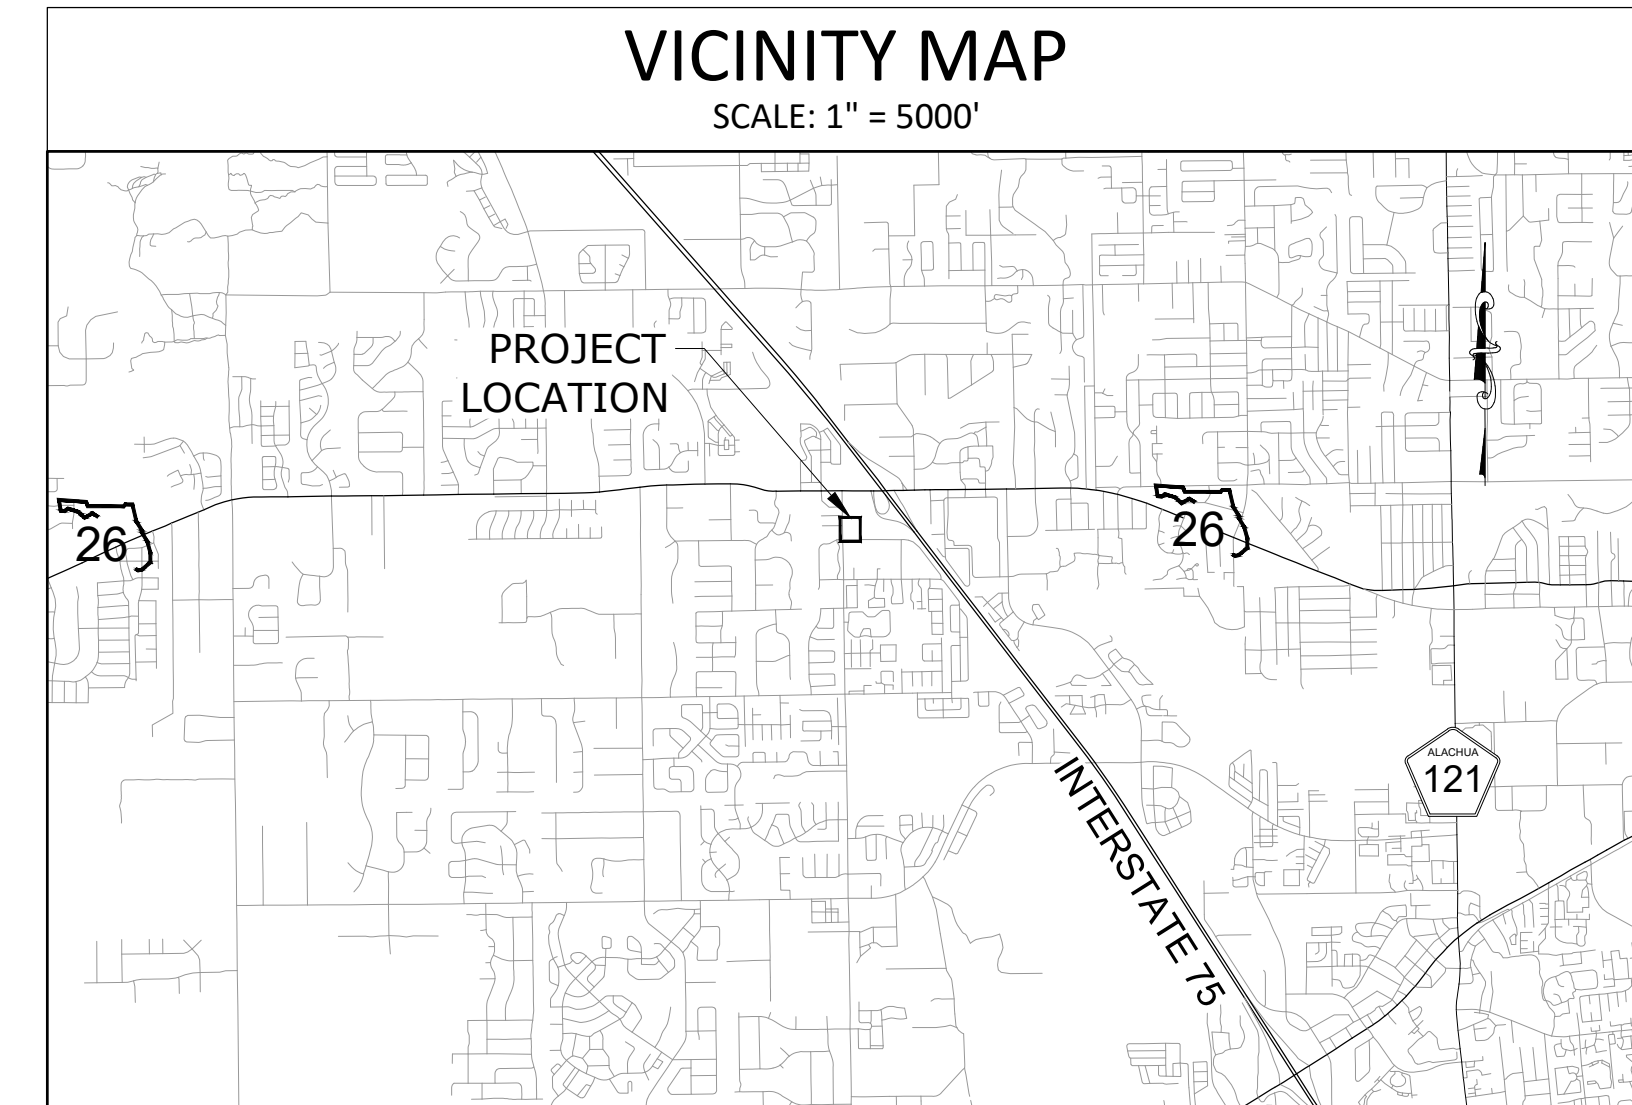 VICINITY MAP
SCALE: 1" = 5000'
PROJECT
LOCATION
26
26
ALACHUA
121
INTERSTATE 75